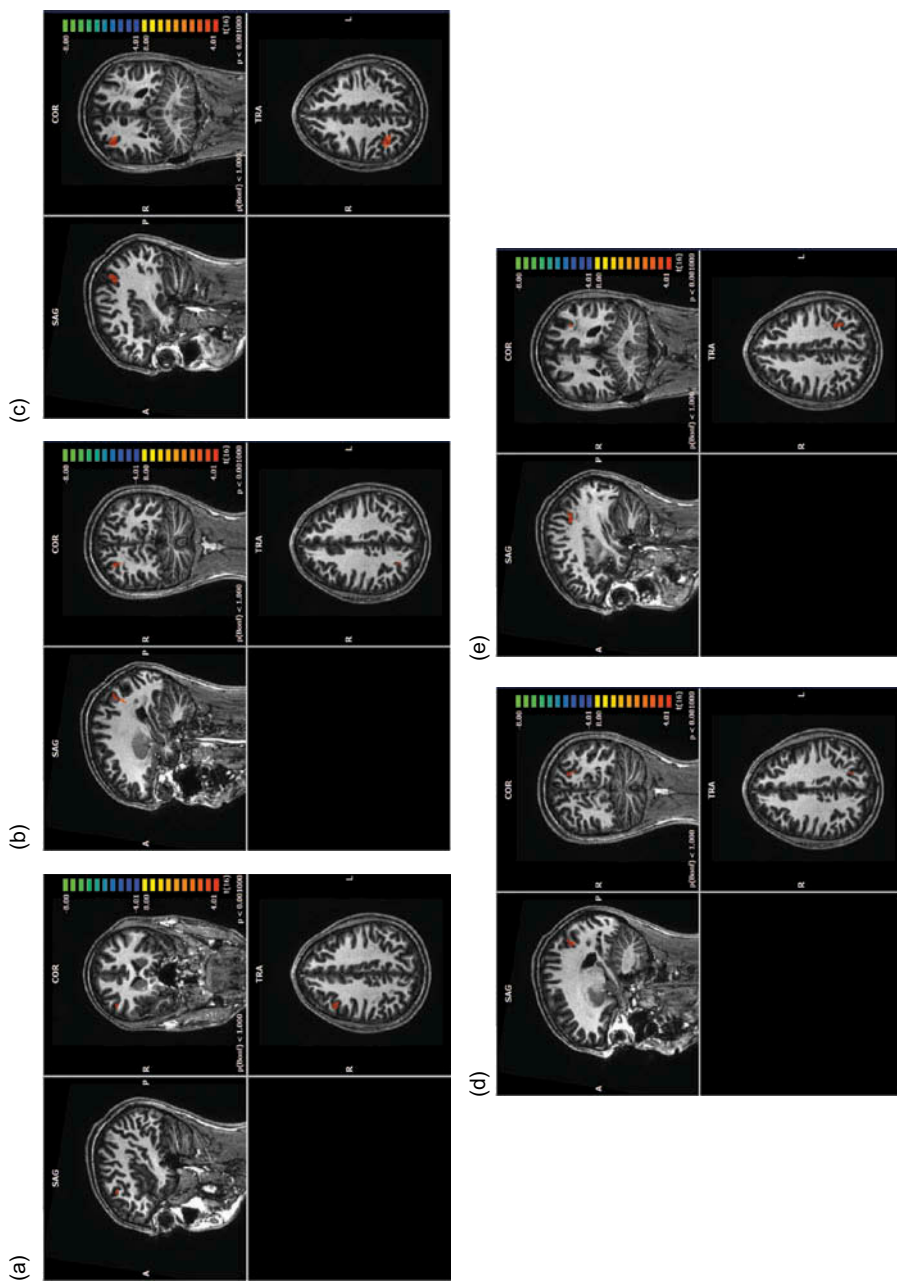 (a)
SAG
A
P
COR
R
-8.00
-4.01
8.00
4.01
t(16)
p(Bonf) < 1.000
p < 0.001000
TRA
R
L
(b)
SAG
A
P
COR
R
-8.00
-4.01
8.00
4.01
t(16)
p(Bonf) < 1.000
p < 0.001000
TRA
R
L
(c)
SAG
A
P
COR
R
L
-8.00
-4.01
8.00
4.01
t(16)
p(Bonf) < 1.000
p < 0.001000
TRA
R
L
(d)
SAG
A
P
COR
R
-8.00
-4.01
8.00
4.01
t(16)
p(Bonf) < 1.000
p < 0.001000
TRA
R
L
(e)
SAG
A
P
COR
R
-8.00
-4.01
8.00
4.01
t(16)
p(Bonf) < 1.000
p < 0.001000
TRA
R
L